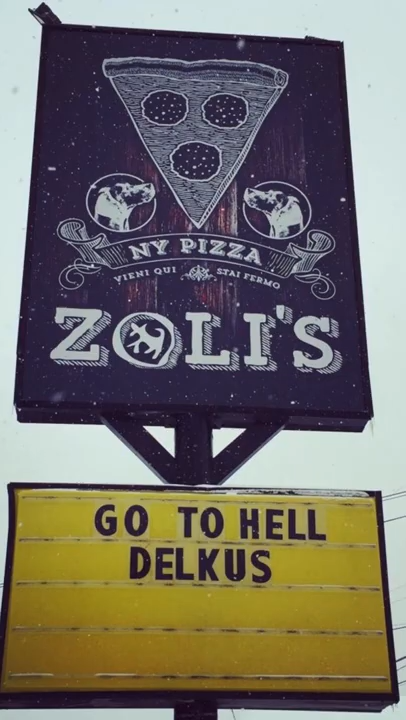 NY PIZZA
VIENI QUI STAI FERMO
ZOLI'S
GO TO HELL
DELKUS